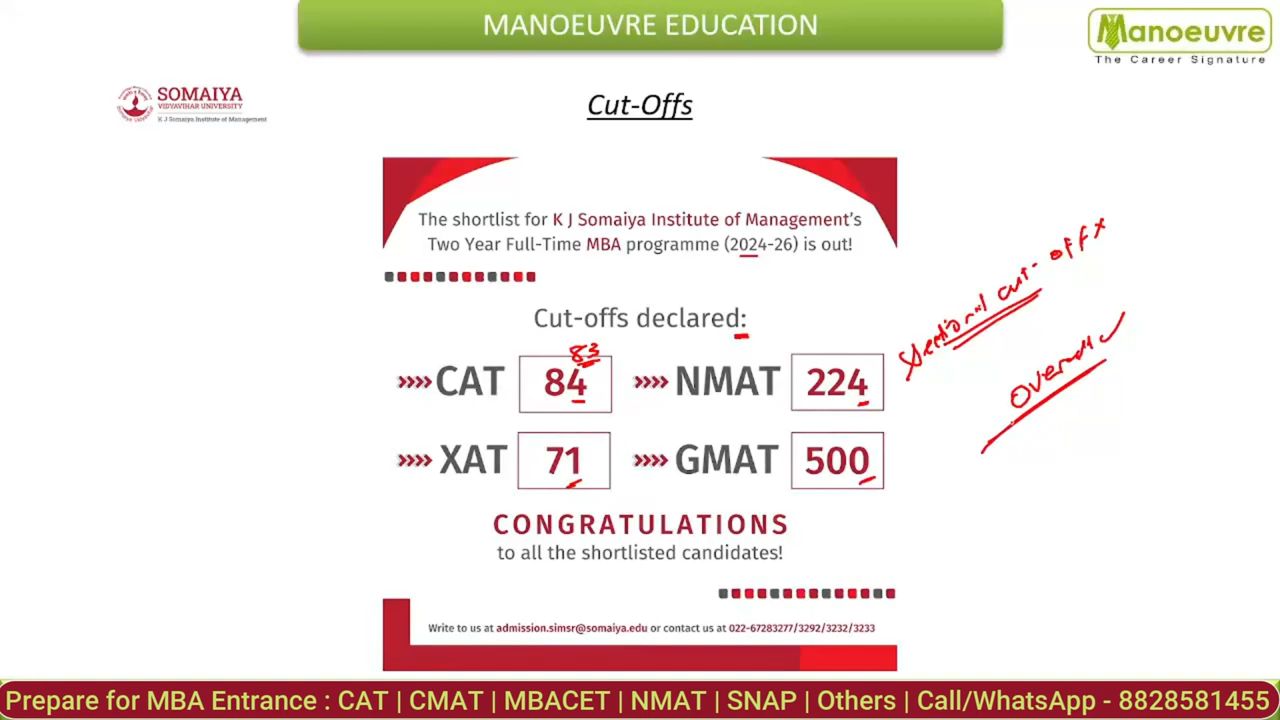 MANOEUVRE EDUCATION
Manoeuvre
The Career Signature
SOMAIYA
VIDYAVIHAR UNIVERSITY
K J Somaiya Institute of Management
Cut-Offs
The shortlist for K J Somaiya Institute of Management's
Two Year Full-Time MBA programme (2024-26) is out!
Cut-offs declared:
83
CAT 84 NMAT 224
XAT 71 GMAT 500
Sectional cut-off x
Overall ✓
CONGRATULATIONS
to all the shortlisted candidates!
Write to us at admission.simsr@somaiya.edu or contact us at 022-67283277/3292/3232/3233
Prepare for MBA Entrance : CAT | CMAT | MBACET | NMAT | SNAP | Others | Call/WhatsApp - 8828581455